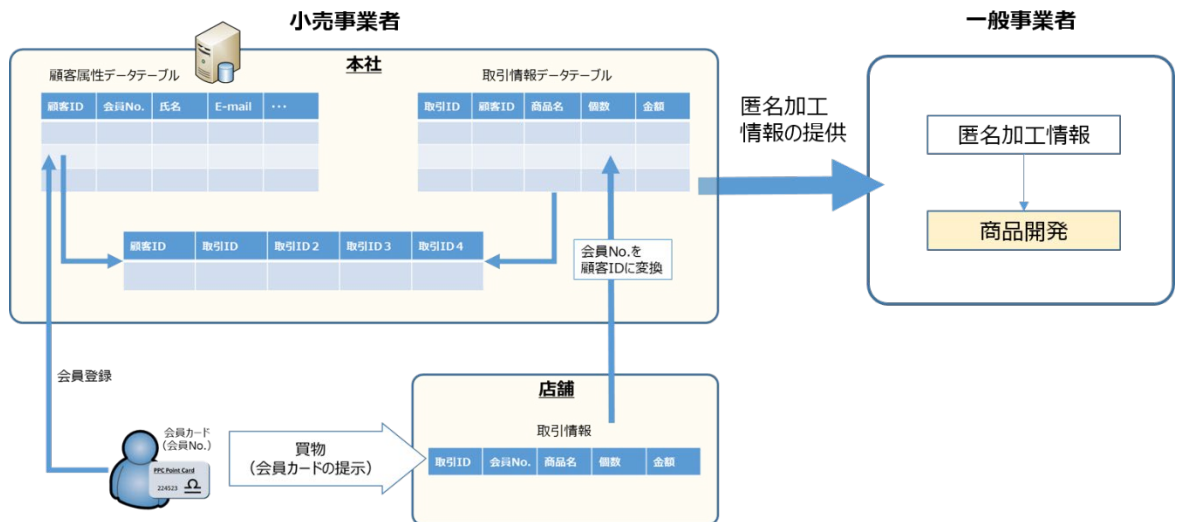 小売事業者
一般事業者
本社
顧客属性データテーブル
顧客ID 会員No. 氏名 E-mail ・・・
取引情報データテーブル
取引ID 顧客ID 商品名 個数 金額
匿名加工
情報の提供
匿名加工情報
商品開発
顧客ID 取引ID 取引ID2 取引ID3 取引ID4
会員No.を
顧客IDに変換
会員登録
店舗
取引情報
取引ID 会員No. 商品名 個数 金額
会員カード
(会員No.)
PPC Point Card
224523
買物
(会員カードの提示)